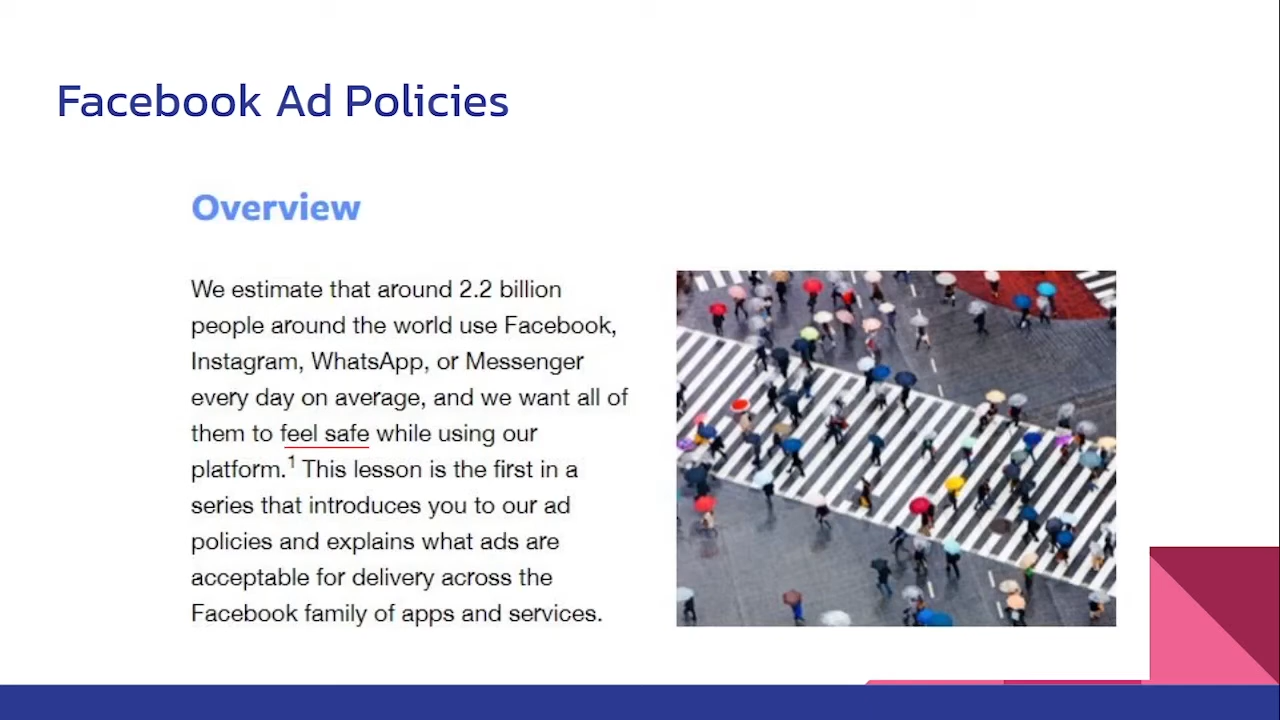 Facebook Ad Policies
Overview
We estimate that around 2.2 billion
people around the world use Facebook,
Instagram, WhatsApp, or Messenger
every day on average, and we want all of
them to feel safe while using our
platform.¹ This lesson is the first in a
series that introduces you to our ad
policies and explains what ads are
acceptable for delivery across the
Facebook family of apps and services.